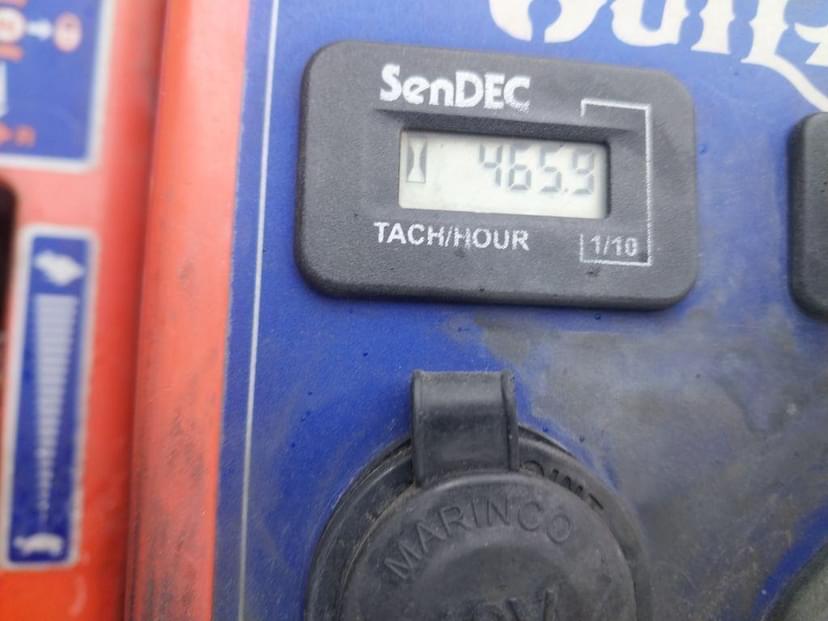 SenDEC
465.9
TACH/HOUR
1/10
MARINCO